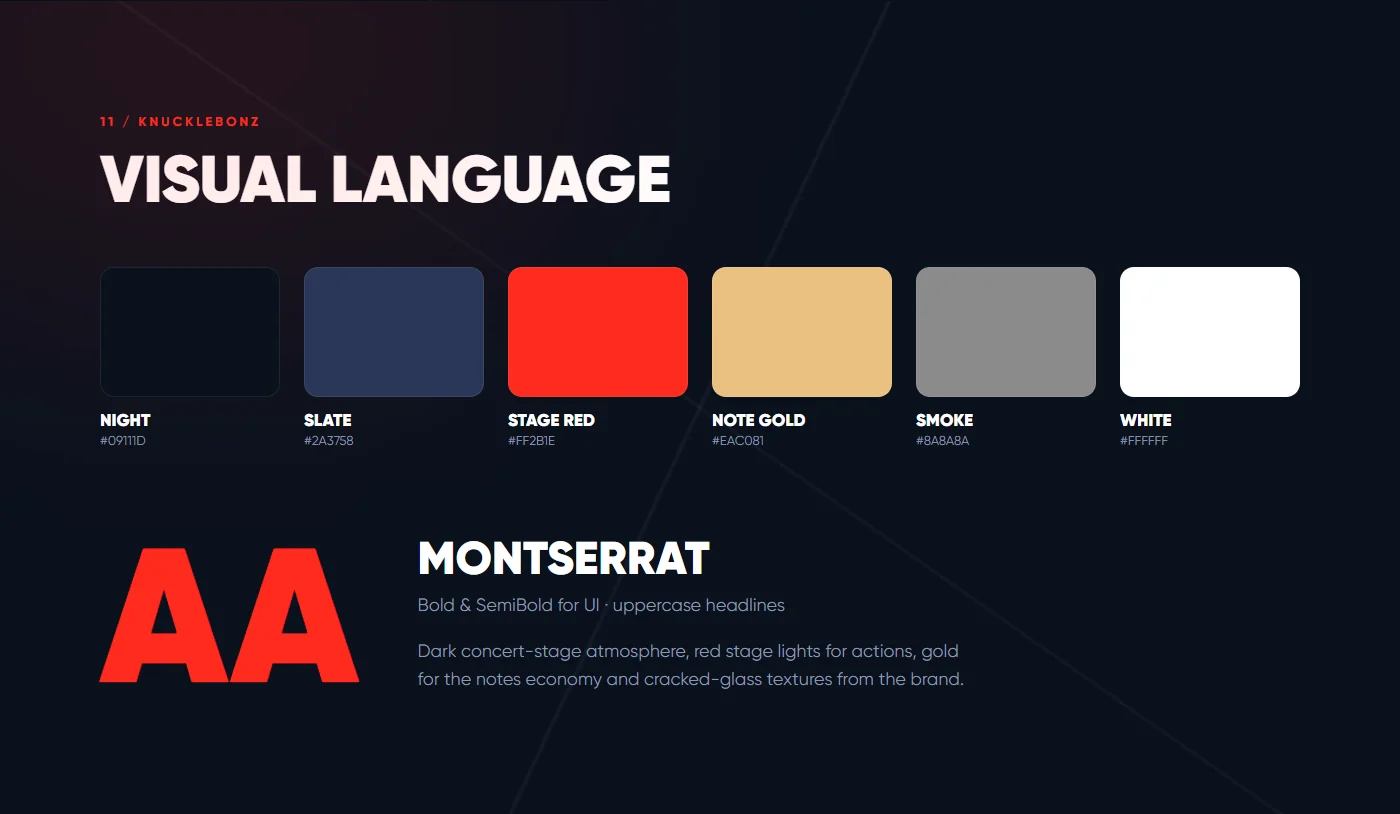 11 / KNUCKLEBONZ
VISUAL LANGUAGE
NIGHT
#09111D
SLATE
#2A3758
STAGE RED
#FF2B1E
NOTE GOLD
#EAC081
SMOKE
#8A8A8A
WHITE
#FFFFFF
AA
MONTSERRAT
Bold & SemiBold for UI · uppercase headlines
Dark concert-stage atmosphere, red stage lights for actions, gold
for the notes economy and cracked-glass textures from the brand.